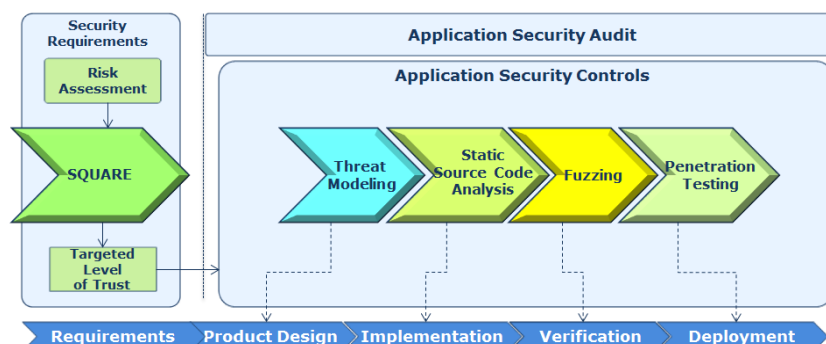 Security
Requirements
Risk
Assessment
SQUARE
Targeted
Level
of Trust
Application Security Audit
Application Security Controls
Threat
Modeling
Static
Source Code
Analysis
Fuzzing
Penetration
Testing
Requirements
Product Design
Implementation
Verification
Deployment